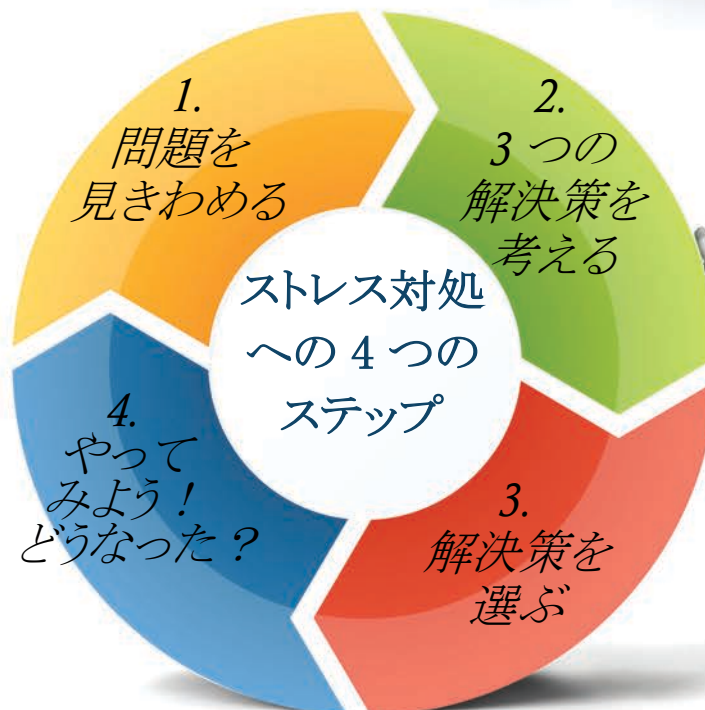 1.
問題を
見きわめる
2.
3つの
解決策を
考える
ストレス対処
への4つの
ステップ
3.
解決策を
選ぶ
4.
やって
みよう！
どうなった？